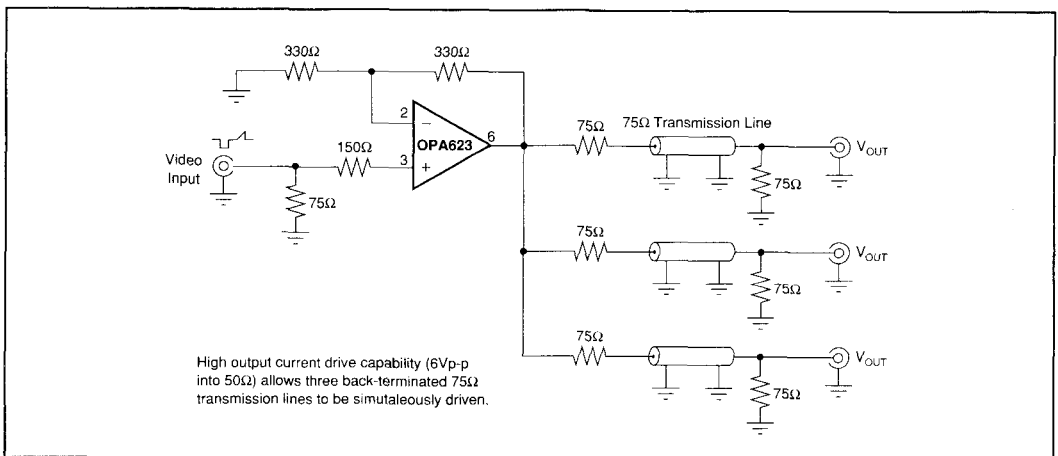 330Ω 330Ω
2
−
OPA623
6
3
+
150Ω
Video
Input
75Ω
75Ω 75Ω Transmission Line
V_OUT
75Ω
75Ω
V_OUT
75Ω
75Ω
V_OUT
75Ω
High output current drive capability (6Vp-p
into 50Ω) allows three back-terminated 75Ω
transmission lines to be simutaleously driven.